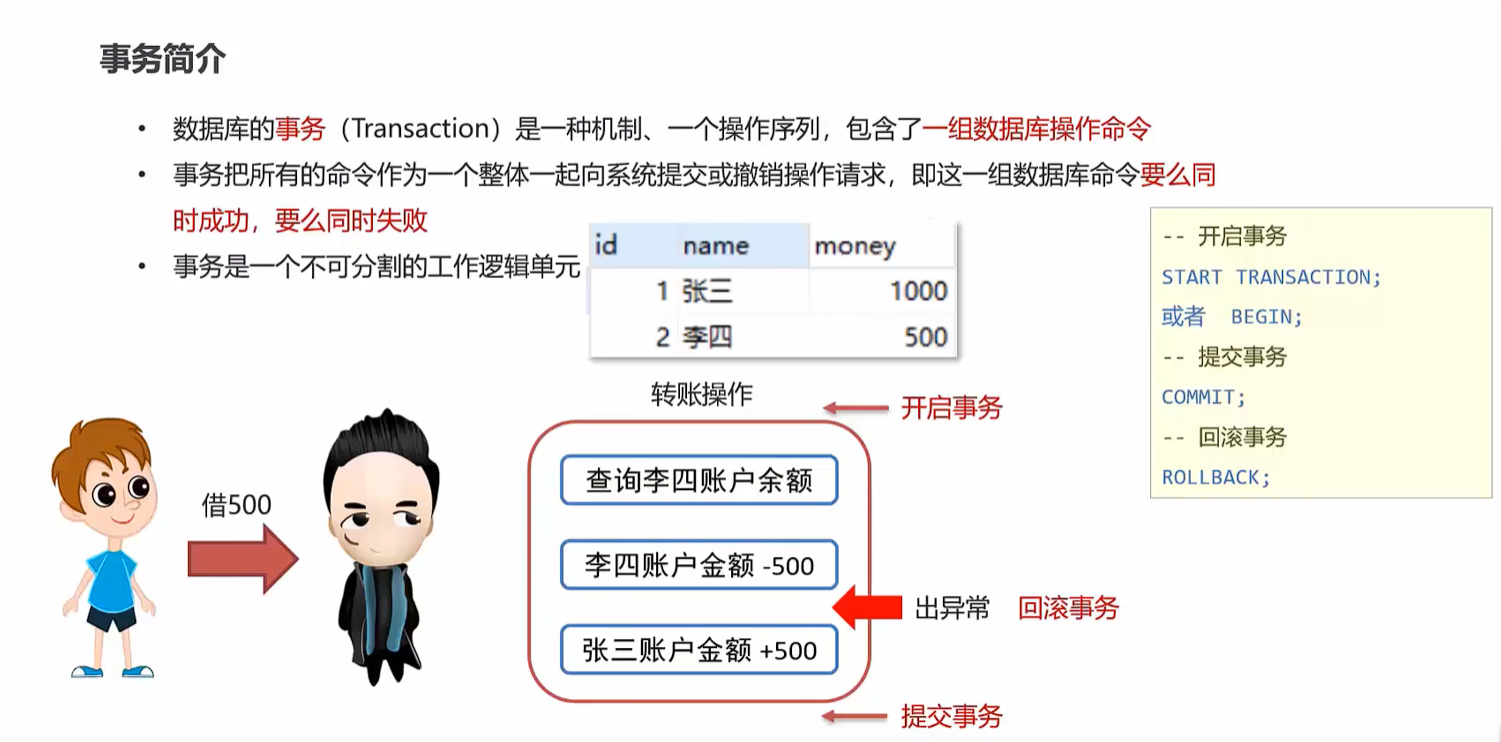 事务简介
• 数据库的事务（Transaction）是一种机制、一个操作序列，包含了一组数据库操作命令
• 事务把所有的命令作为一个整体一起向系统提交或撤销操作请求，即这一组数据库命令要么同
时成功，要么同时失败
• 事务是一个不可分割的工作逻辑单元
id name money
1 张三 1000
2 李四 500
-- 开启事务
START TRANSACTION;
或者 BEGIN;
-- 提交事务
COMMIT;
-- 回滚事务
ROLLBACK;
转账操作
开启事务
借500
查询李四账户余额
李四账户金额 -500
出异常 回滚事务
张三账户金额 +500
提交事务